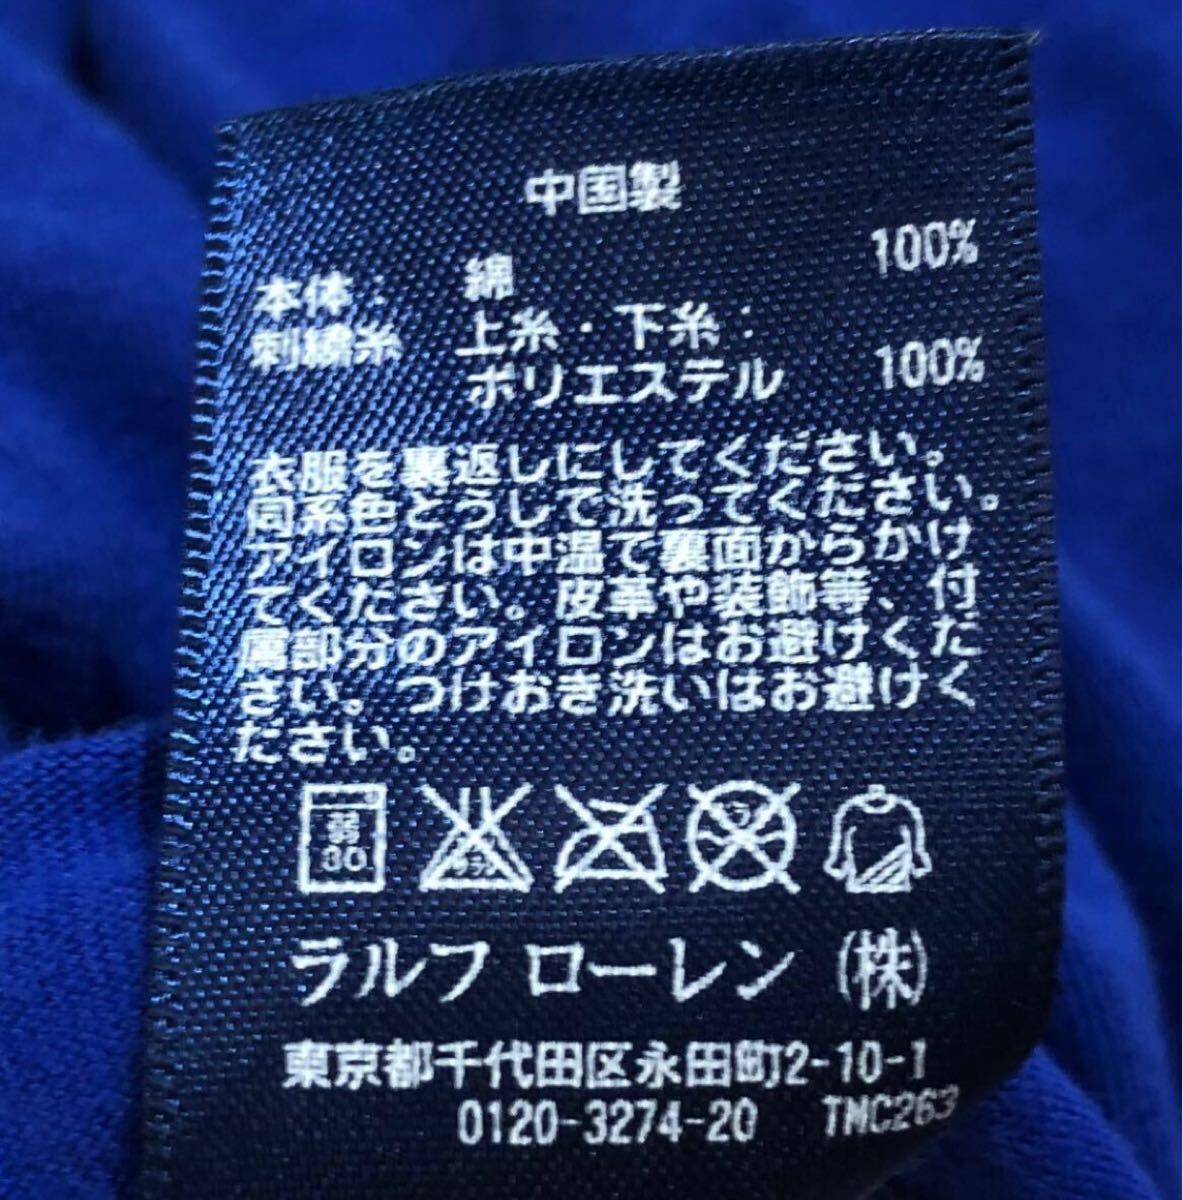 中国製
本体： 綿 100%
刺繍糸 上糸・下糸：
ポリエステル 100%
衣服を裏返しにしてください。
同系色どうしで洗ってください。
アイロンは中温で裏面からかけ
てください。皮革や装飾等、付
属部分のアイロンはお避けくだ
さい。つけおき洗いはお避けく
ださい。
弱 30
ラルフ ローレン (株)
東京都千代田区永田町2-10-1
0120-3274-20 TMC263